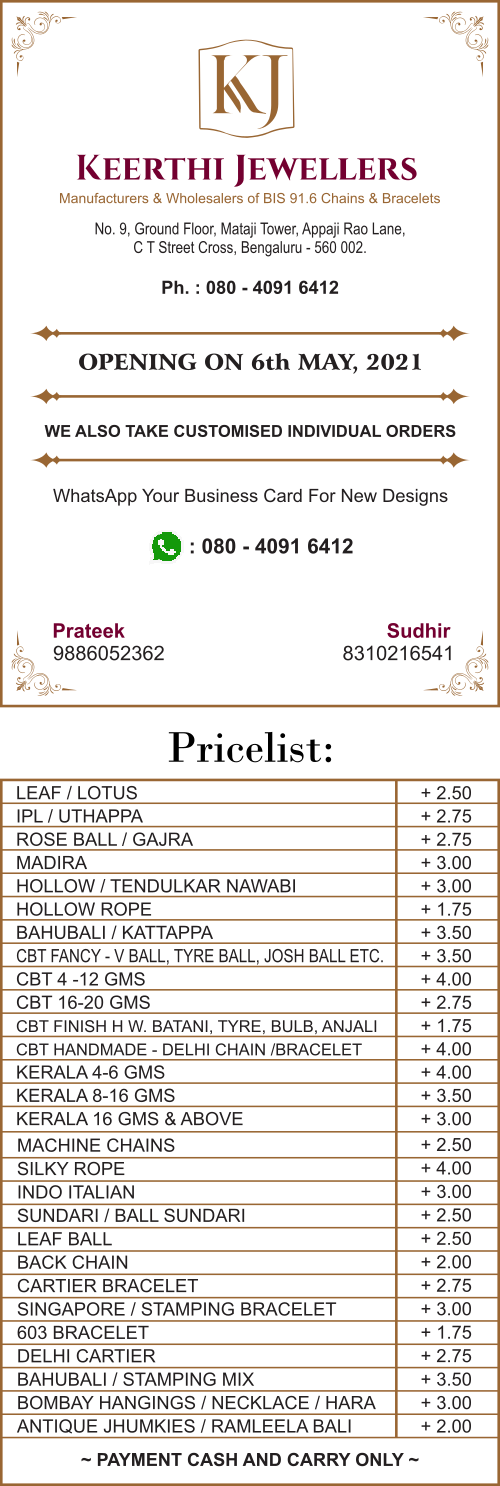 KJ
KEERTHI JEWELLERS
Manufacturers & Wholesalers of BIS 91.6 Chains & Bracelets
No. 9, Ground Floor, Mataji Tower, Appaji Rao Lane,
C T Street Cross, Bengaluru - 560 002.
Ph. : 080 - 4091 6412
OPENING ON 6th MAY, 2021
WE ALSO TAKE CUSTOMISED INDIVIDUAL ORDERS
WhatsApp Your Business Card For New Designs
: 080 - 4091 6412
Prateek Sudhir
9886052362 8310216541
Pricelist:
LEAF / LOTUS + 2.50
IPL / UTHAPPA + 2.75
ROSE BALL / GAJRA + 2.75
MADIRA + 3.00
HOLLOW / TENDULKAR NAWABI + 3.00
HOLLOW ROPE + 1.75
BAHUBALI / KATTAPPA + 3.50
CBT FANCY - V BALL, TYRE BALL, JOSH BALL ETC. + 3.50
CBT 4 -12 GMS + 4.00
CBT 16-20 GMS + 2.75
CBT FINISH H W. BATANI, TYRE, BULB, ANJALI + 1.75
CBT HANDMADE - DELHI CHAIN /BRACELET + 4.00
KERALA 4-6 GMS + 4.00
KERALA 8-16 GMS + 3.50
KERALA 16 GMS & ABOVE + 3.00
MACHINE CHAINS + 2.50
SILKY ROPE + 4.00
INDO ITALIAN + 3.00
SUNDARI / BALL SUNDARI + 2.50
LEAF BALL + 2.50
BACK CHAIN + 2.00
CARTIER BRACELET + 2.75
SINGAPORE / STAMPING BRACELET + 3.00
603 BRACELET + 1.75
DELHI CARTIER + 2.75
BAHUBALI / STAMPING MIX + 3.50
BOMBAY HANGINGS / NECKLACE / HARA + 3.00
ANTIQUE JHUMKIES / RAMLEELA BALI + 2.00
~ PAYMENT CASH AND CARRY ONLY ~